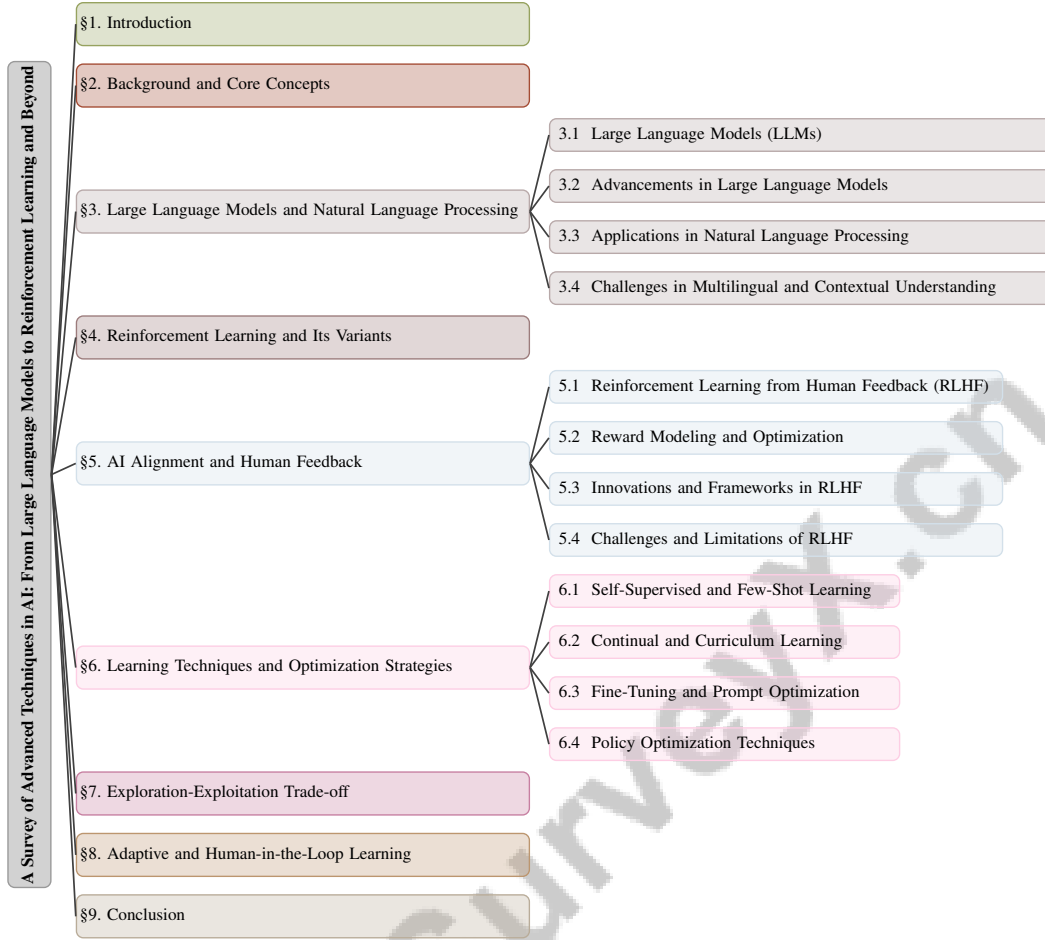 A Survey of Advanced Techniques in AI: From Large Language Models to Reinforcement Learning and Beyond
§1. Introduction
§2. Background and Core Concepts
§3. Large Language Models and Natural Language Processing
3.1 Large Language Models (LLMs)
3.2 Advancements in Large Language Models
3.3 Applications in Natural Language Processing
3.4 Challenges in Multilingual and Contextual Understanding
§4. Reinforcement Learning and Its Variants
§5. AI Alignment and Human Feedback
5.1 Reinforcement Learning from Human Feedback (RLHF)
5.2 Reward Modeling and Optimization
5.3 Innovations and Frameworks in RLHF
5.4 Challenges and Limitations of RLHF
§6. Learning Techniques and Optimization Strategies
6.1 Self-Supervised and Few-Shot Learning
6.2 Continual and Curriculum Learning
6.3 Fine-Tuning and Prompt Optimization
6.4 Policy Optimization Techniques
§7. Exploration-Exploitation Trade-off
§8. Adaptive and Human-in-the-Loop Learning
§9. Conclusion
Surveyx.cn